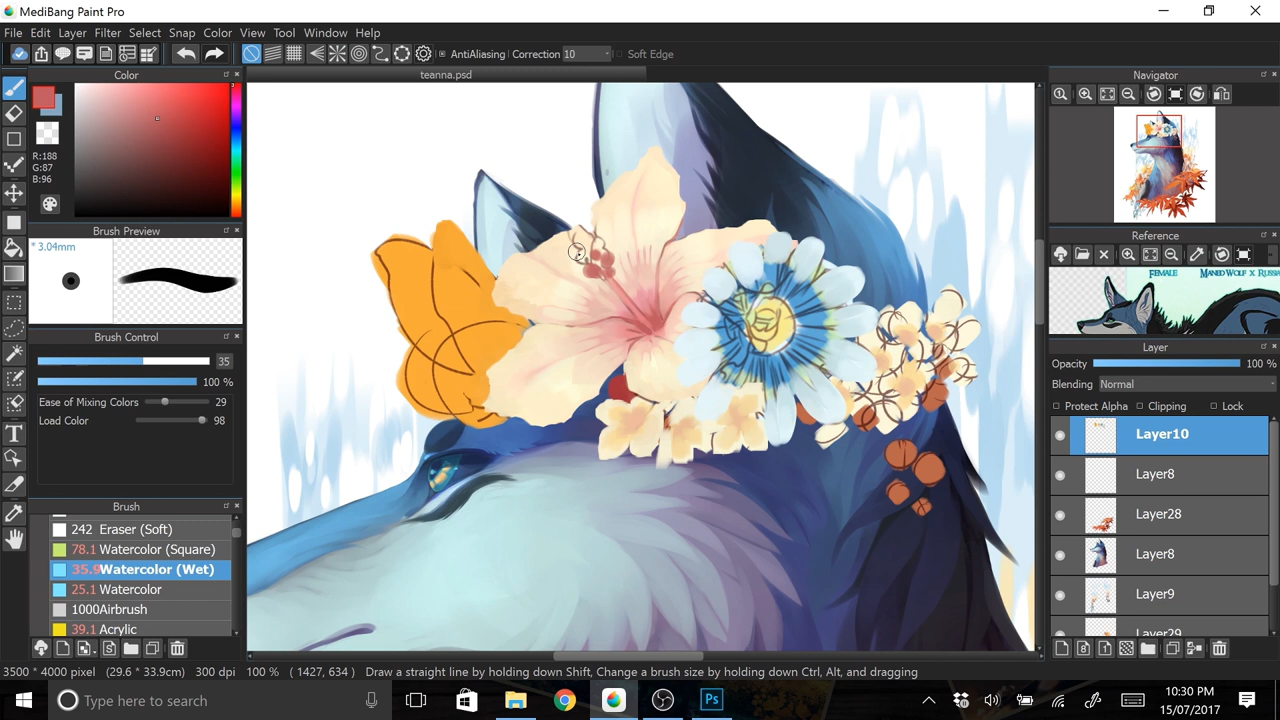 MediBang Paint Pro
File Edit Layer Filter Select Snap Color View Tool Window Help
AntiAliasing Correction 10 Soft Edge
Color
teanna.psd
Navigator
R:188
G:87
B:96
Brush Preview
* 3.04mm
Reference
FEMALE MANED WOLF X RUSSIA
Brush Control
35
100 %
Ease of Mixing Colors 29
Load Color 98
Layer
Opacity 100 %
Blending Normal
Protect Alpha Clipping Lock
Layer10
Layer8
Layer28
Layer8
Layer9
Layer29
Brush
242 Eraser (Soft)
78.1 Watercolor (Square)
35.9 Watercolor (Wet)
25.1 Watercolor
1000 Airbrush
39.1 Acrylic
3500 * 4000 pixel (29.6 * 33.9cm) 300 dpi 100 % ( 1427, 634 ) Draw a straight line by holding down Shift, Change a brush size by holding down Ctrl, Alt, and dragging
Type here to search
Ps
10:30 PM
15/07/2017